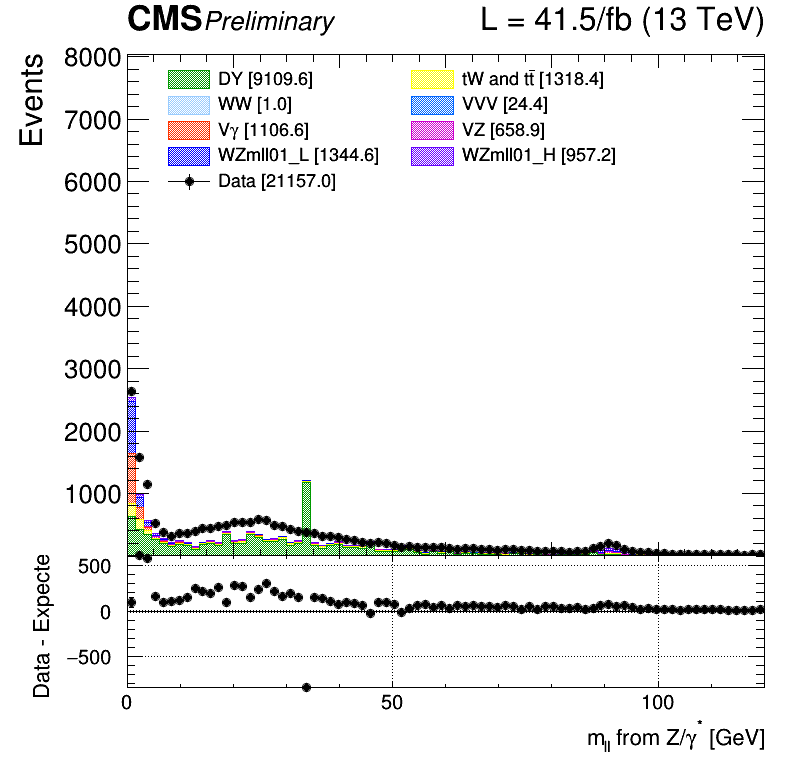 CMS Preliminary L = 41.5/fb (13 TeV)
Events
8000
7000
6000
5000
4000
3000
2000
1000
DY [9109.6]
tW and tt̄ [1318.4]
WW [1.0]
VVV [24.4]
Vγ [1106.6]
VZ [658.9]
WZmll01_L [1344.6]
WZmll01_H [957.2]
Data [21157.0]
Data - Expecte
500
0
−500
0 50 100
m_ll from Z/γ* [GeV]